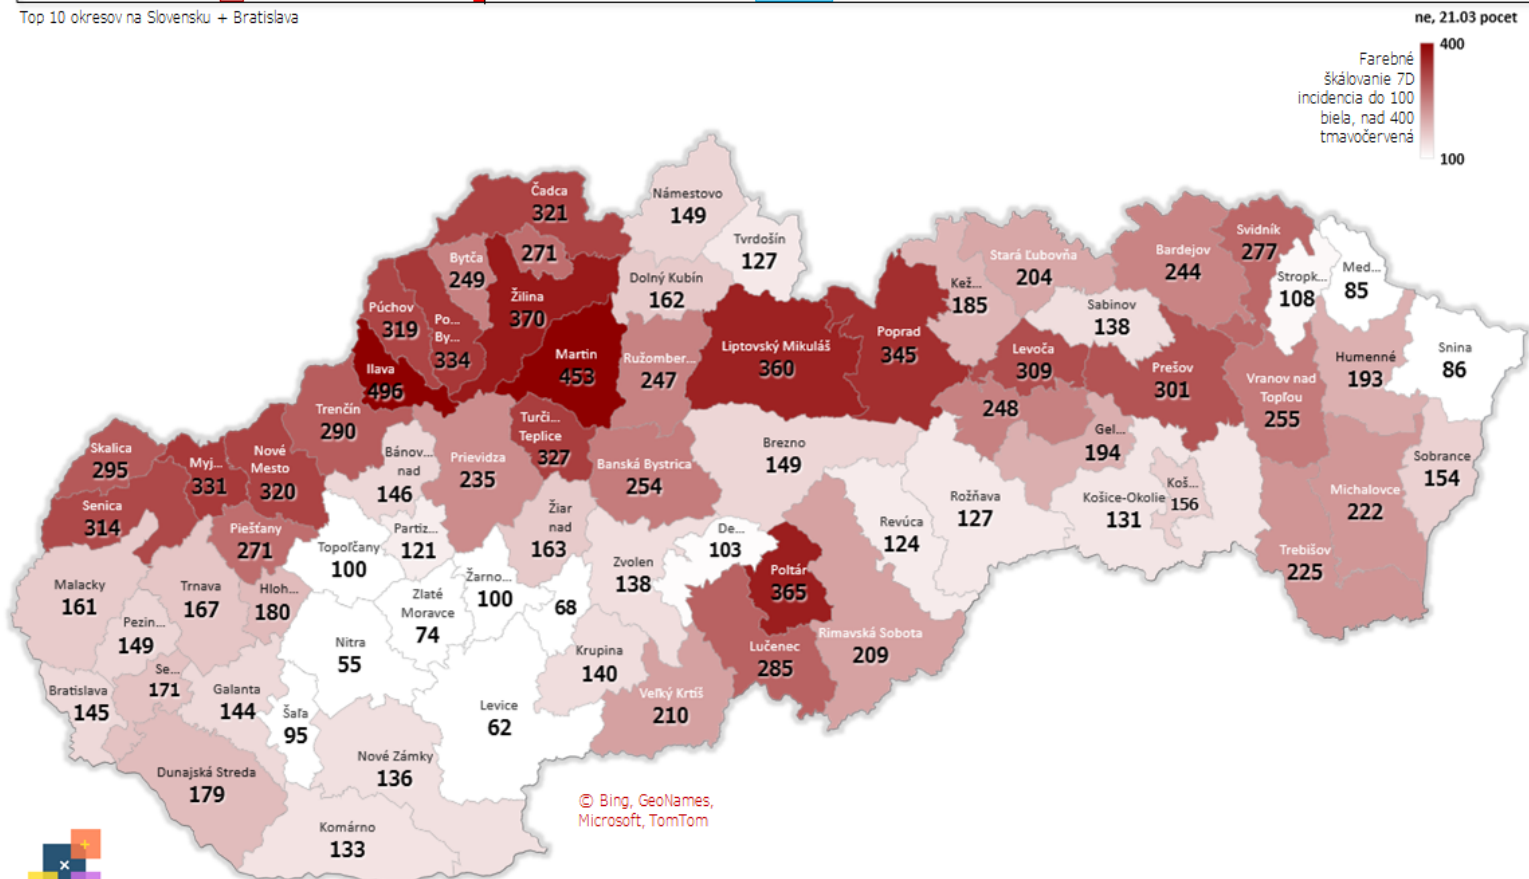 Top 10 okresov na Slovensku + Bratislava
ne, 21.03 pocet
400
Farebné
škálovanie 7D
incidencia do 100
biela, nad 400
tmavočervená
100
Čadca
321
Námestovo
149
Tvrdošín
127
271
Bytča
249
Dolný Kubín
162
Žilina
370
Púchov
319
Po...
By...
334
Ilava
496
Martin
453
Ružomber...
247
Liptovský Mikuláš
360
Poprad
345
Kež...
185
Stará Ľubovňa
204
Sabinov
138
Bardejov
244
Svidník
277
Stropk...
108
Med...
85
Snina
86
Humenné
193
Levoča
309
Prešov
301
Vranov nad
Topľou
255
248
Gel...
194
Trenčín
290
Turči...
Teplice
327
Skalica
295
Myj...
331
Nové
Mesto
320
Bánov...
nad
146
Prievidza
235
Banská Bystrica
254
Brezno
149
Sobrance
154
Michalovce
222
Senica
314
Piešťany
271
Topoľčany
100
Partiz...
121
Žiar
nad
163
De...
103
Revúca
124
Rožňava
127
Košice-Okolie
131
Koš...
156
Trebišov
225
Malacky
161
Trnava
167
Hloh...
180
Zlaté
Moravce
74
Žarno...
100
68
Zvolen
138
Poltár
365
Pezin...
149
Nitra
55
Krupina
140
Lučenec
285
Rimavská Sobota
209
Bratislava
145
Se...
171
Galanta
144
Šaľa
95
Levice
62
Veľký Krtíš
210
Dunajská Streda
179
Nové Zámky
136
Komárno
133
© Bing, GeoNames,
Microsoft, TomTom